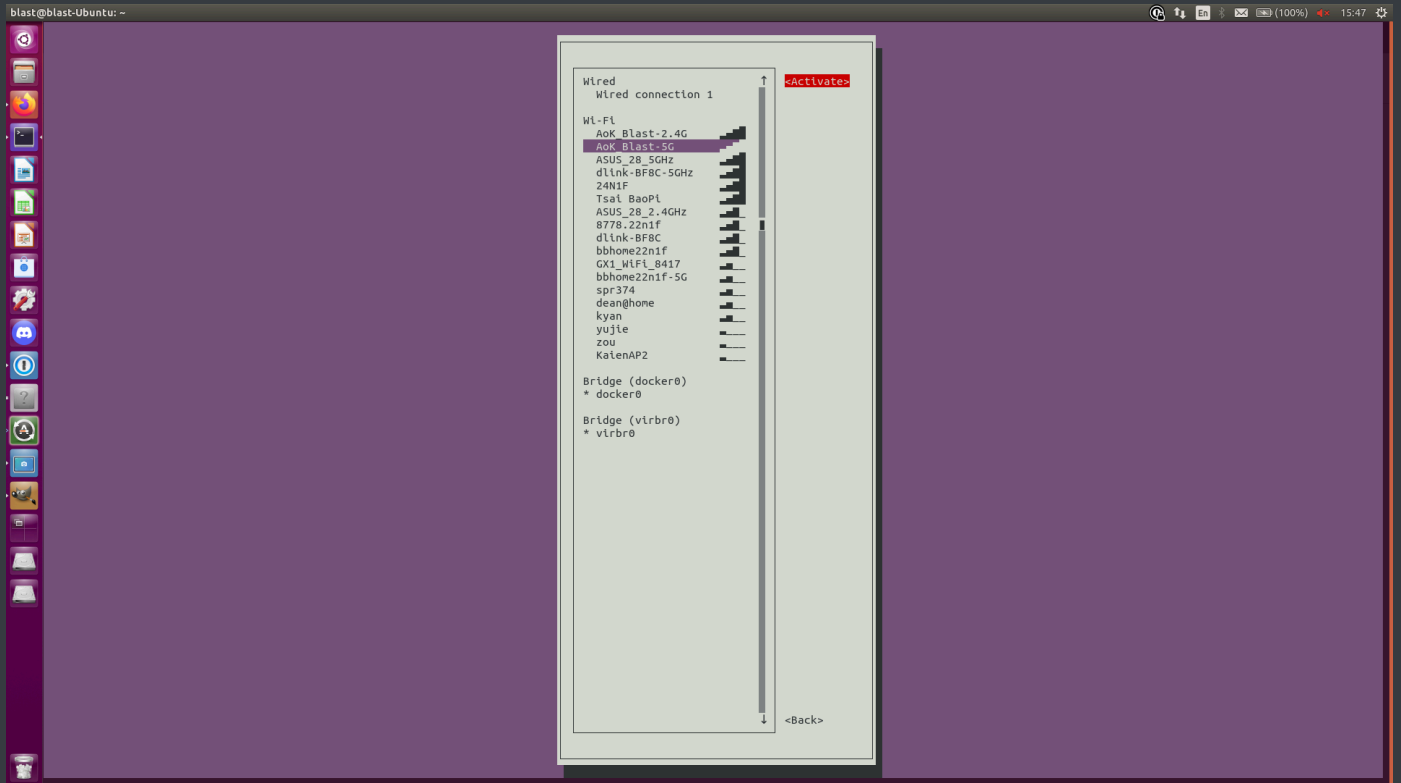 blast@blast-Ubuntu: ~
En
(100%)
15:47
Wired
Wired connection 1
<Activate>
Wi-Fi
AoK_Blast-2.4G
AoK_Blast-5G
ASUS_28_5GHz
dlink-BF8C-5GHz
24N1F
Tsai BaoPi
ASUS_28_2.4GHz
8778.22n1f
dlink-BF8C
bbhome22n1f
GX1_WiFi_8417
bbhome22n1f-5G
spr374
dean@home
kyan
yujie
zou
KaienAP2
Bridge (docker0)
* docker0
Bridge (virbr0)
* virbr0
<Back>